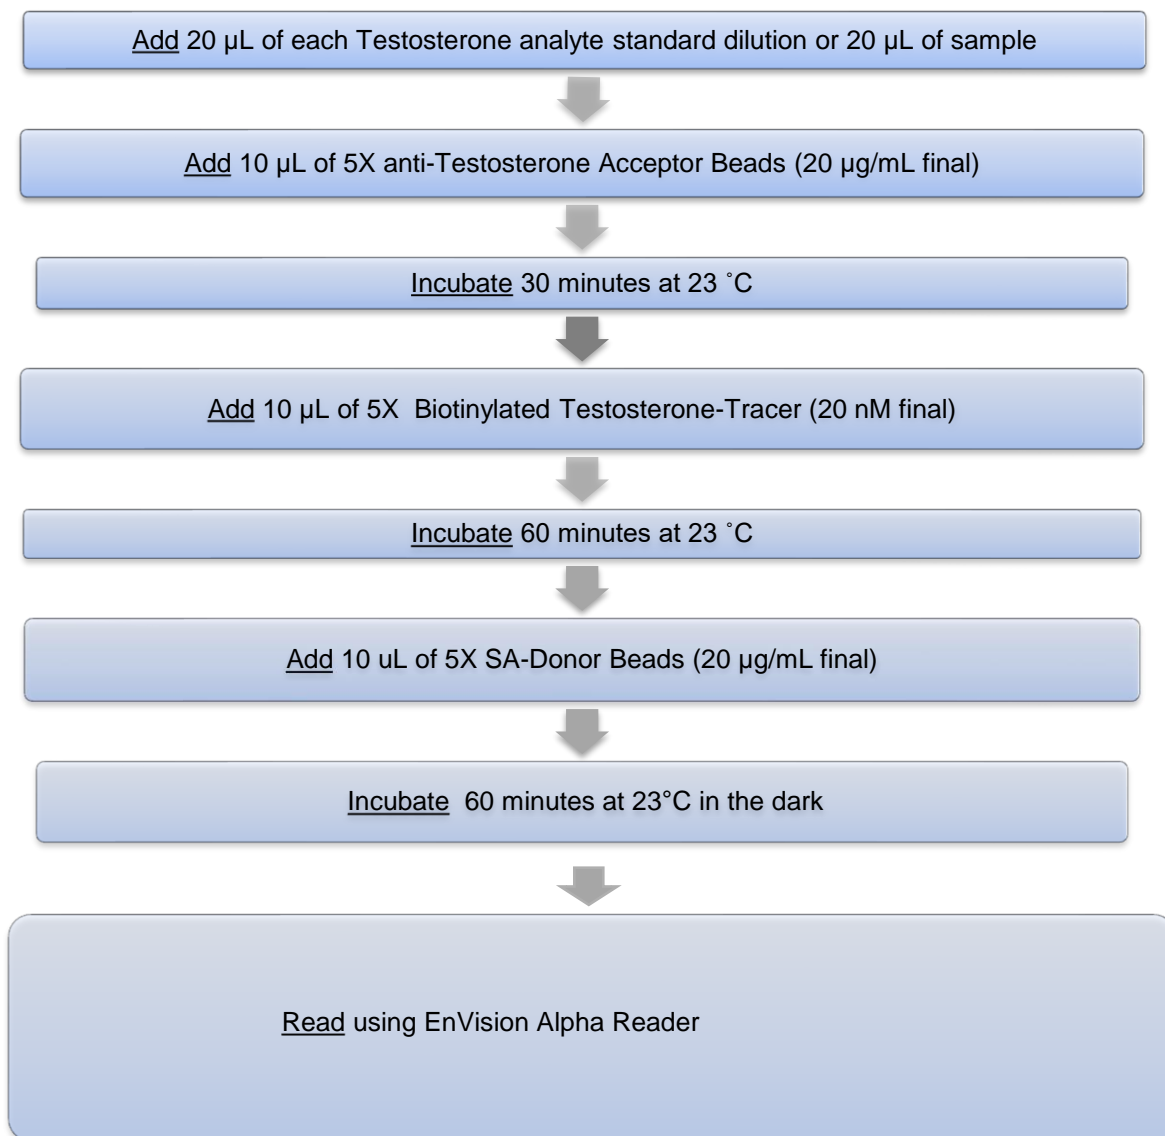 Add 20 µL of each Testosterone analyte standard dilution or 20 µL of sample
Add 10 µL of 5X anti-Testosterone Acceptor Beads (20 µg/mL final)
Incubate 30 minutes at 23 ˚C
Add 10 µL of 5X  Biotinylated Testosterone-Tracer (20 nM final)
Incubate 60 minutes at 23 ˚C
Add 10 uL of 5X SA-Donor Beads (20 µg/mL final)
Incubate  60 minutes at 23°C in the dark
Read using EnVision Alpha Reader